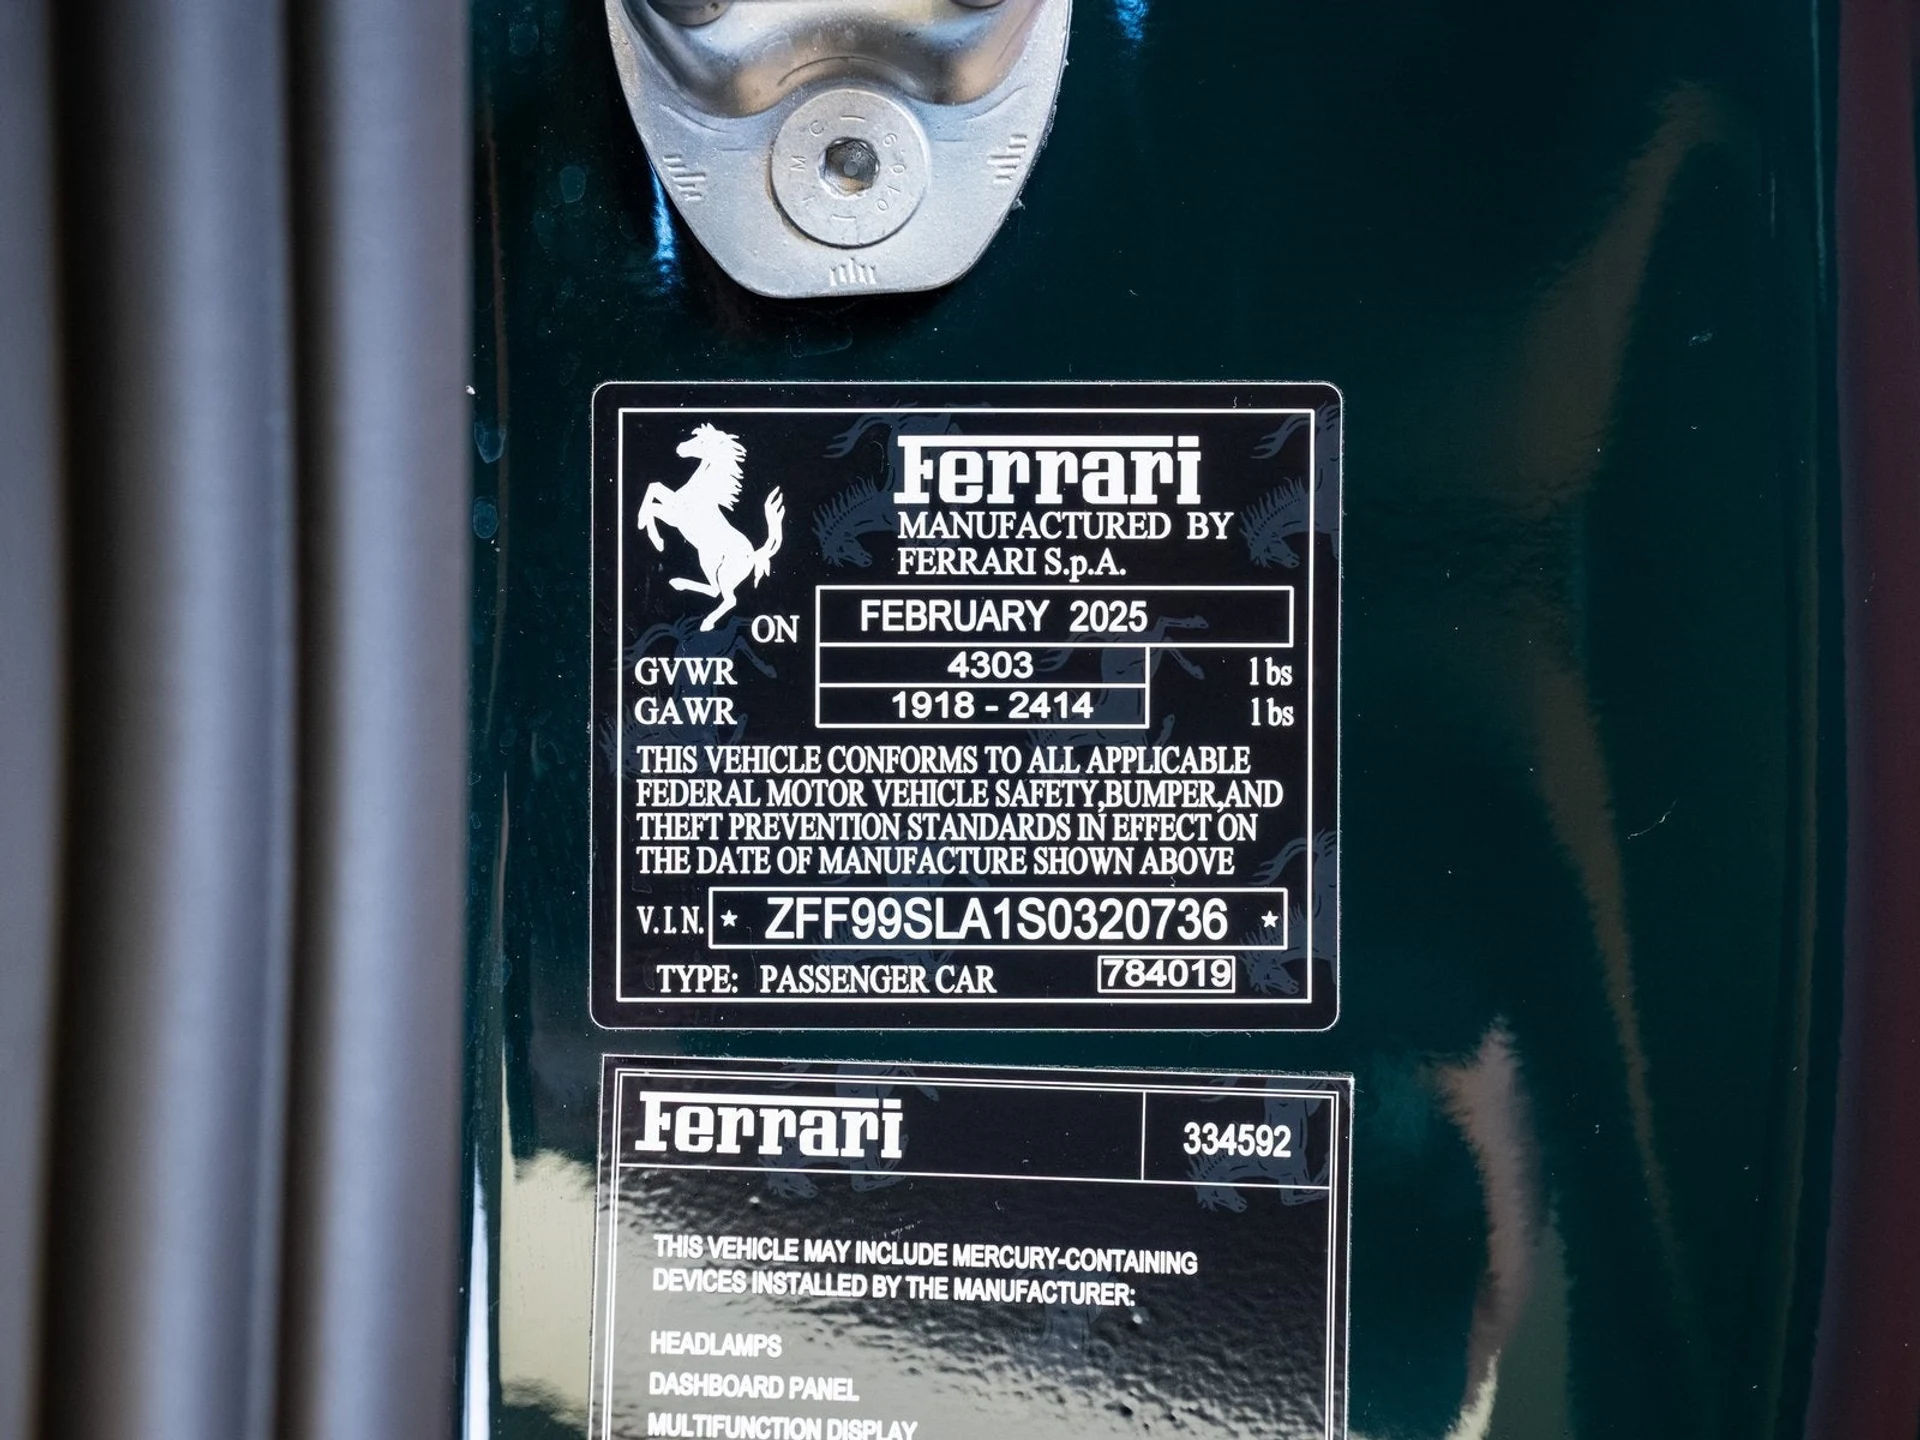 Ferrari
MANUFACTURED BY
FERRARI S.p.A.
ON FEBRUARY 2025
GVWR 4303 lbs
GAWR 1918 - 2414 lbs
THIS VEHICLE CONFORMS TO ALL APPLICABLE
FEDERAL MOTOR VEHICLE SAFETY,BUMPER,AND
THEFT PREVENTION STANDARDS IN EFFECT ON
THE DATE OF MANUFACTURE SHOWN ABOVE
V.I.N. ★ ZFF99SLA1S0320736 ★
TYPE: PASSENGER CAR 784019
Ferrari 334592
THIS VEHICLE MAY INCLUDE MERCURY-CONTAINING
DEVICES INSTALLED BY THE MANUFACTURER:
HEADLAMPS
DASHBOARD PANEL
MULTIFUNCTION DISPLAY